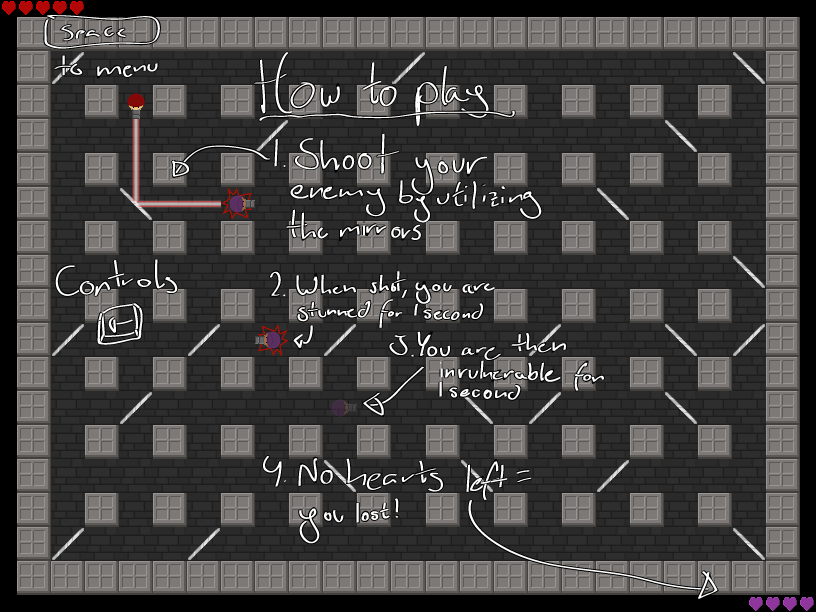 Space
to menu
How to play
1. Shoot your
enemy by utilizing
the mirrors
Controls
2. When shot, you are
stunned for 1 second
3. You are then
invulnerable for
1 second
4. No hearts left =
you lost!